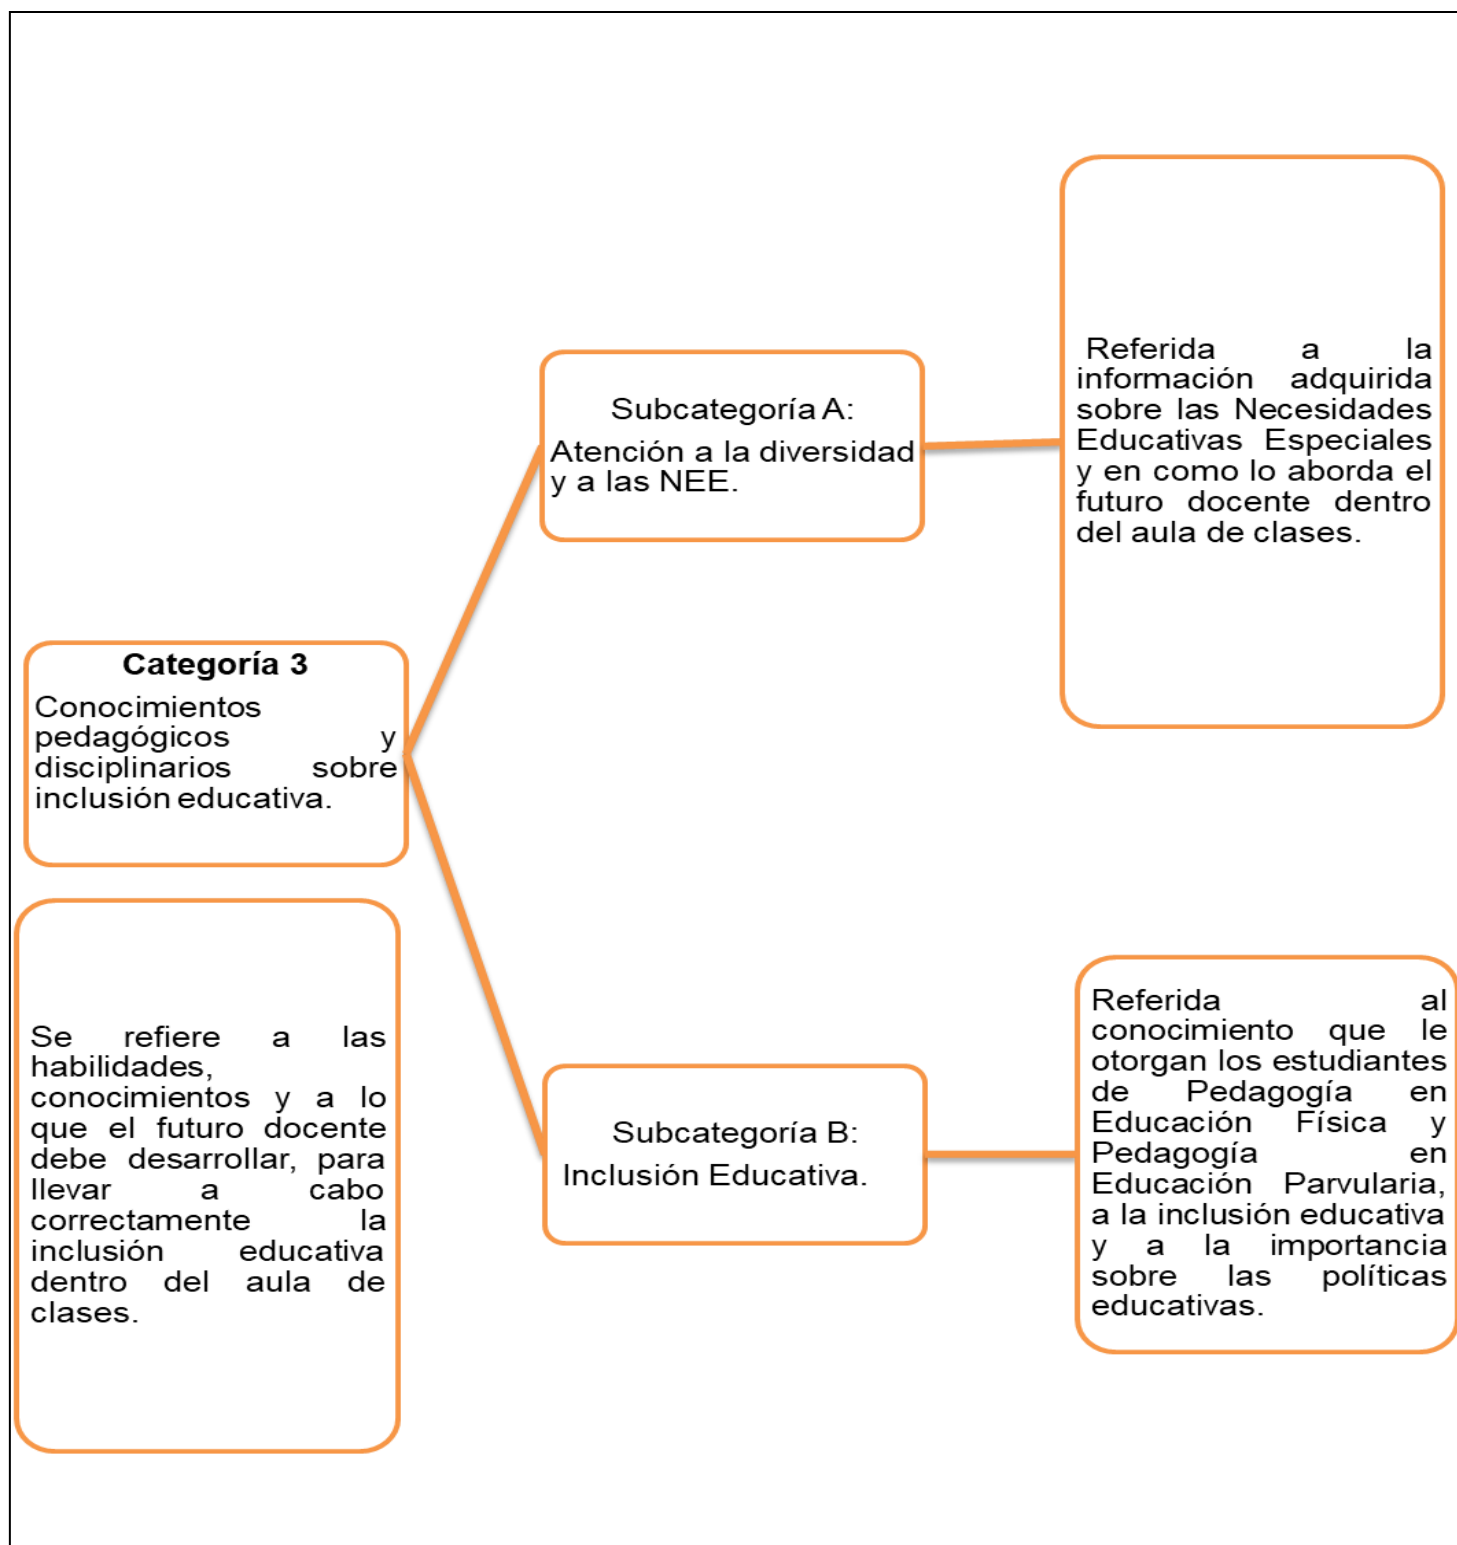 Categoría 3
Conocimientos
pedagógicos y
disciplinarios sobre
inclusión educativa.
Se refiere a las
habilidades,
conocimientos y a lo
que el futuro docente
debe desarrollar, para
llevar a cabo
correctamente la
inclusión educativa
dentro del aula de
clases.
Subcategoría A:
Atención a la diversidad
y a las NEE.
Referida a la
información adquirida
sobre las Necesidades
Educativas Especiales
y en como lo aborda el
futuro docente dentro
del aula de clases.
Subcategoría B:
Inclusión Educativa.
Referida al
conocimiento que le
otorgan los estudiantes
de Pedagogía en
Educación Física y
Pedagogía en
Educación Parvularia,
a la inclusión educativa
y a la importancia
sobre las políticas
educativas.